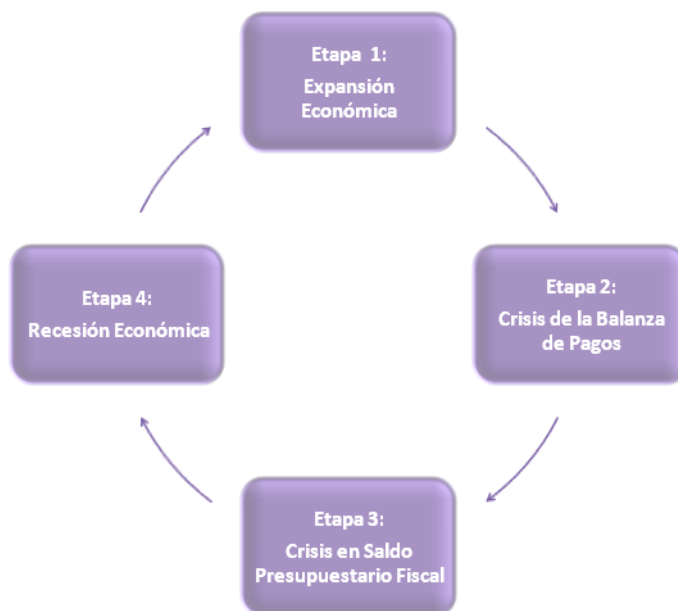 Etapa 1:
Expansión
Económica
Etapa 2:
Crisis de la Balanza
de Pagos
Etapa 3:
Crisis en Saldo
Presupuestario Fiscal
Etapa 4:
Recesión Económica